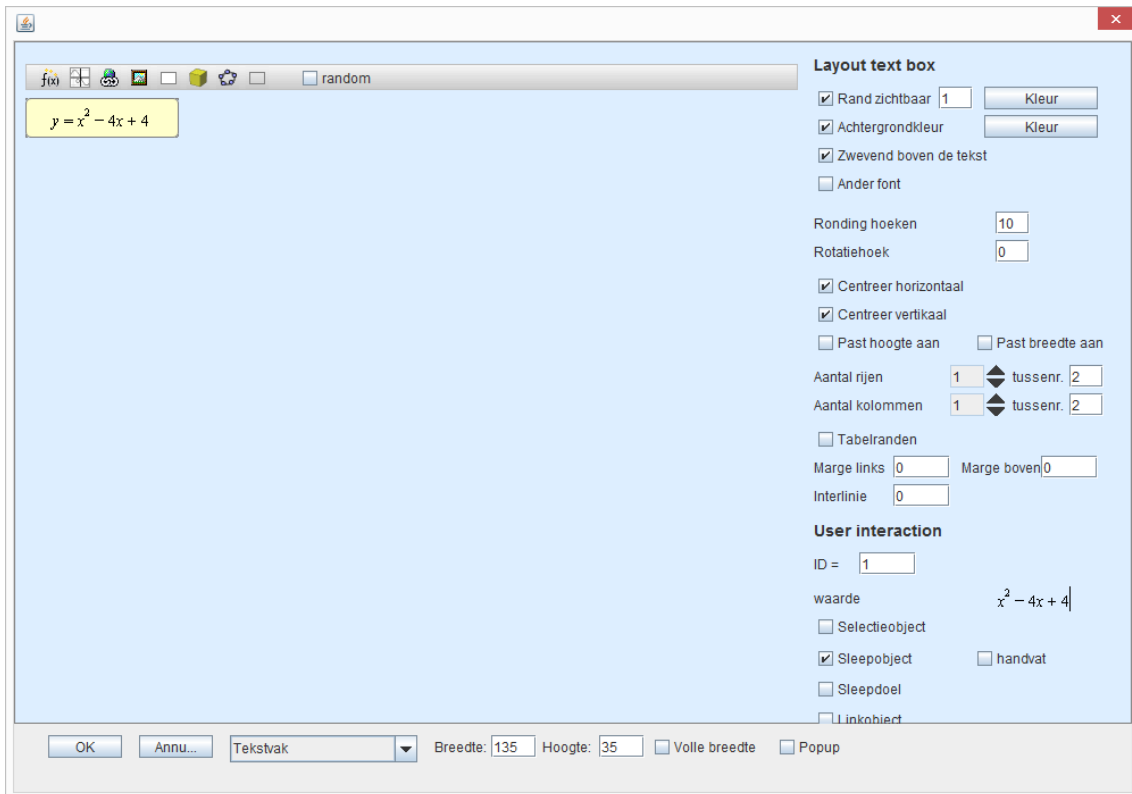 f(x) random
y = x² − 4x + 4
Layout text box
Rand zichtbaar 1 Kleur
Achtergrondkleur Kleur
Zwevend boven de tekst
Ander font
Ronding hoeken 10
Rotatiehoek 0
Centreer horizontaal
Centreer vertikaal
Past hoogte aan Past breedte aan
Aantal rijen 1 tussenr. 2
Aantal kolommen 1 tussenr. 2
Tabelranden
Marge links 0 Marge boven 0
Interlinie 0
User interaction
ID = 1
waarde x² − 4x + 4
Selectieobject
Sleepobject handvat
Sleepdoel
Linkobject
OK Annu... Tekstvak Breedte: 135 Hoogte: 35 Volle breedte Popup